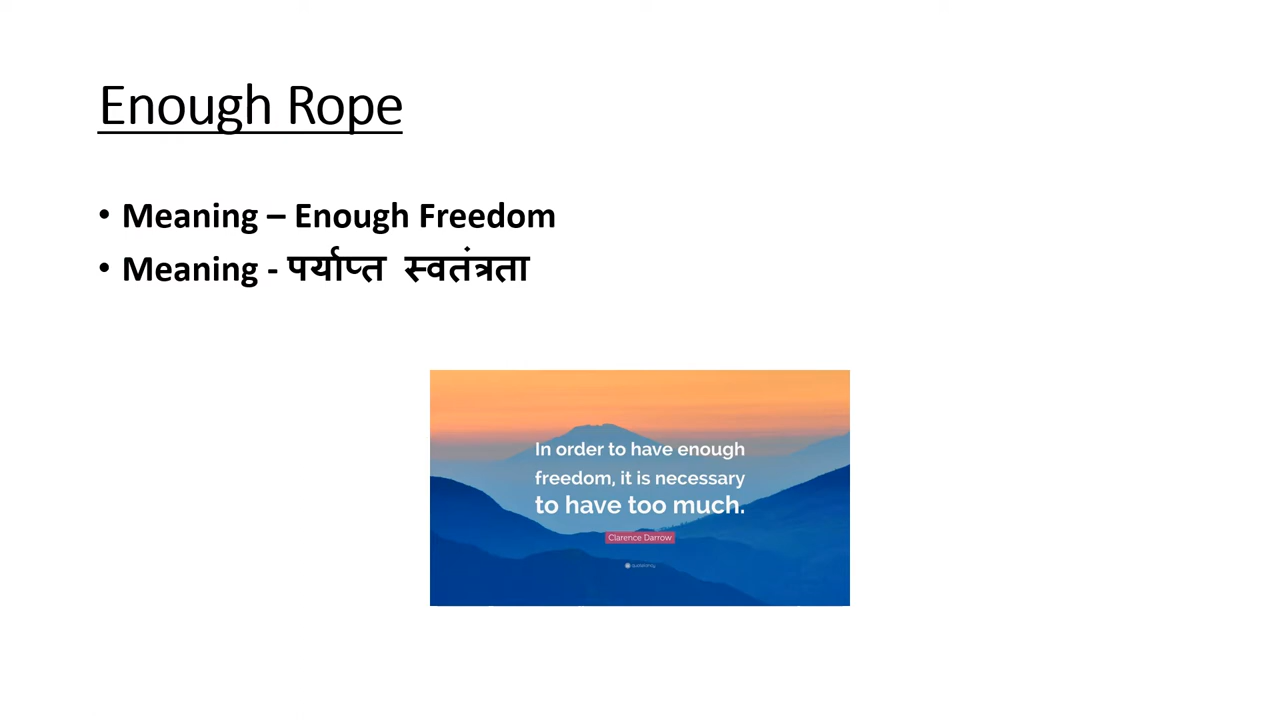 Enough Rope
• Meaning – Enough Freedom
• Meaning - पर्याप्त स्वतंत्रता
In order to have enough
freedom, it is necessary
to have too much.
Clarence Darrow